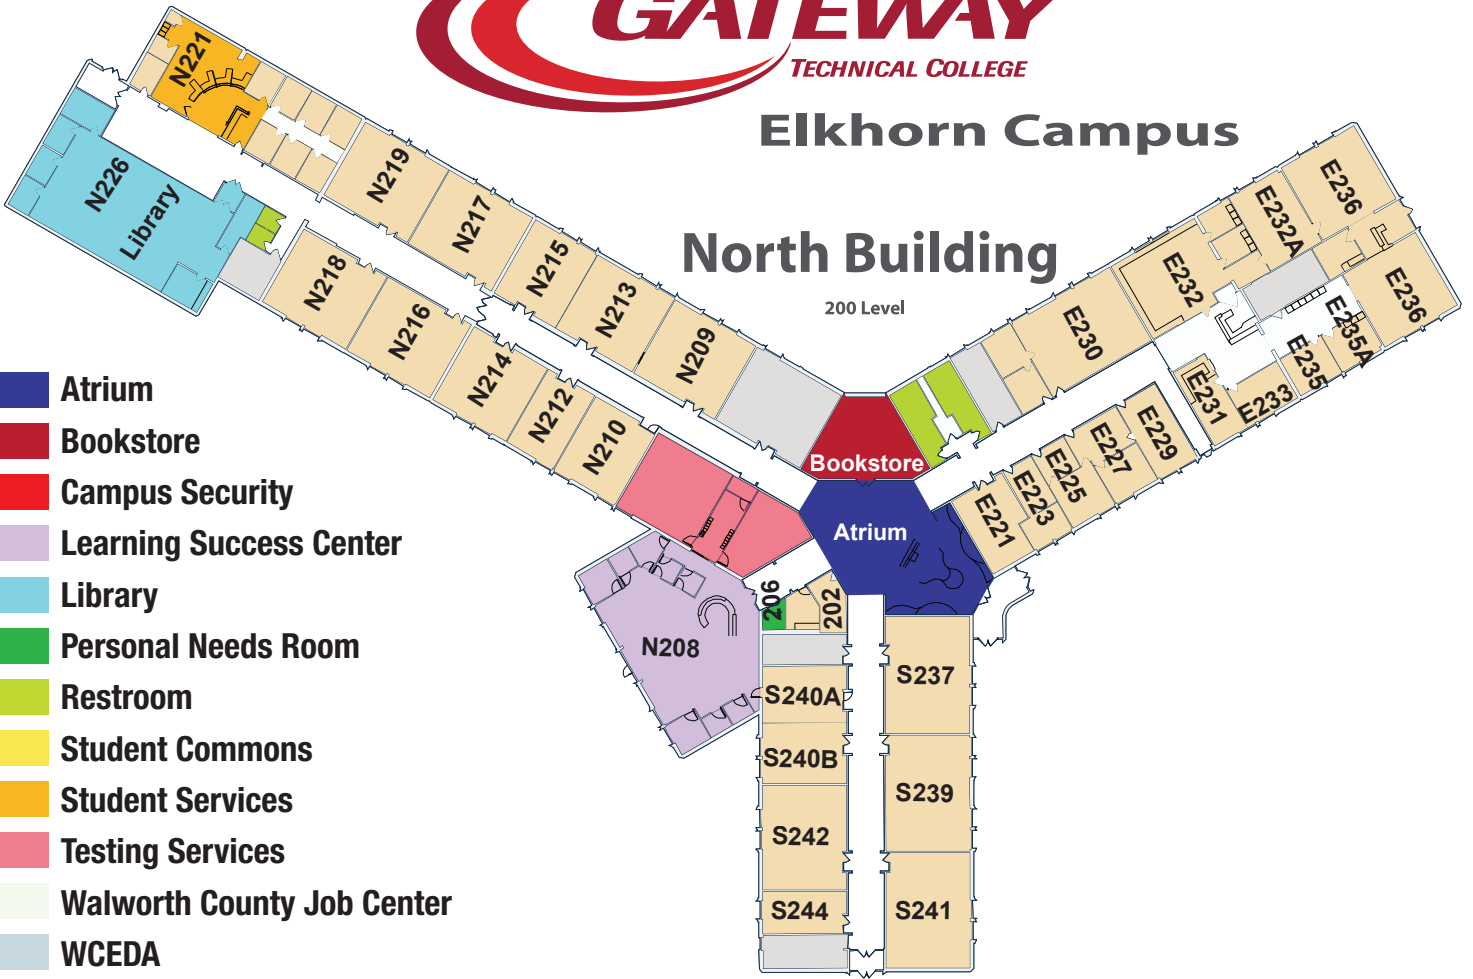 GATEWAY
TECHNICAL COLLEGE
Elkhorn Campus
North Building
200 Level
N221
N226
Library
N219
N217
N215
N213
N209
N218
N216
N214
N212
N210
Bookstore
Atrium
N208
206
202
E236
E232A
E232
E230
E236
E235A
E235
E233
E231
E229
E227
E225
E223
E221
S237
S240A
S240B
S239
S242
S244
S241
Atrium
Bookstore
Campus Security
Learning Success Center
Library
Personal Needs Room
Restroom
Student Commons
Student Services
Testing Services
Walworth County Job Center
WCEDA